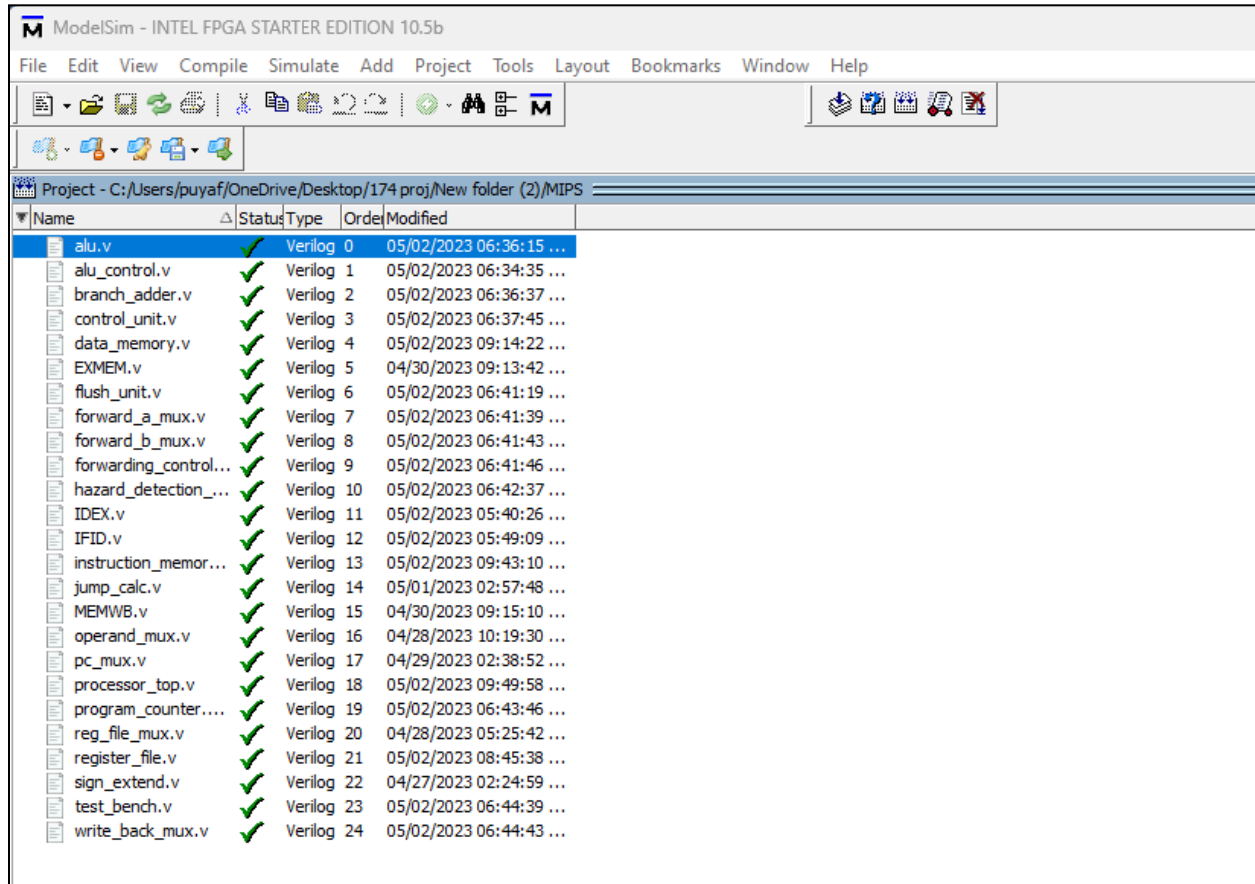 ModelSim - INTEL FPGA STARTER EDITION 10.5b
File Edit View Compile Simulate Add Project Tools Layout Bookmarks Window Help
Project - C:/Users/puyaf/OneDrive/Desktop/174 proj/New folder (2)/MIPS
Name Status Type Order Modified
alu.v Verilog 0 05/02/2023 06:36:15 ...
alu_control.v Verilog 1 05/02/2023 06:34:35 ...
branch_adder.v Verilog 2 05/02/2023 06:36:37 ...
control_unit.v Verilog 3 05/02/2023 06:37:45 ...
data_memory.v Verilog 4 05/02/2023 09:14:22 ...
EXMEM.v Verilog 5 04/30/2023 09:13:42 ...
flush_unit.v Verilog 6 05/02/2023 06:41:19 ...
forward_a_mux.v Verilog 7 05/02/2023 06:41:39 ...
forward_b_mux.v Verilog 8 05/02/2023 06:41:43 ...
forwarding_control... Verilog 9 05/02/2023 06:41:46 ...
hazard_detection_... Verilog 10 05/02/2023 06:42:37 ...
IDEX.v Verilog 11 05/02/2023 05:40:26 ...
IFID.v Verilog 12 05/02/2023 05:49:09 ...
instruction_memor... Verilog 13 05/02/2023 09:43:10 ...
jump_calc.v Verilog 14 05/01/2023 02:57:48 ...
MEMWB.v Verilog 15 04/30/2023 09:15:10 ...
operand_mux.v Verilog 16 04/28/2023 10:19:30 ...
pc_mux.v Verilog 17 04/29/2023 02:38:52 ...
processor_top.v Verilog 18 05/02/2023 09:49:58 ...
program_counter.... Verilog 19 05/02/2023 06:43:46 ...
reg_file_mux.v Verilog 20 04/28/2023 05:25:42 ...
register_file.v Verilog 21 05/02/2023 08:45:38 ...
sign_extend.v Verilog 22 04/27/2023 02:24:59 ...
test_bench.v Verilog 23 05/02/2023 06:44:39 ...
write_back_mux.v Verilog 24 05/02/2023 06:44:43 ...